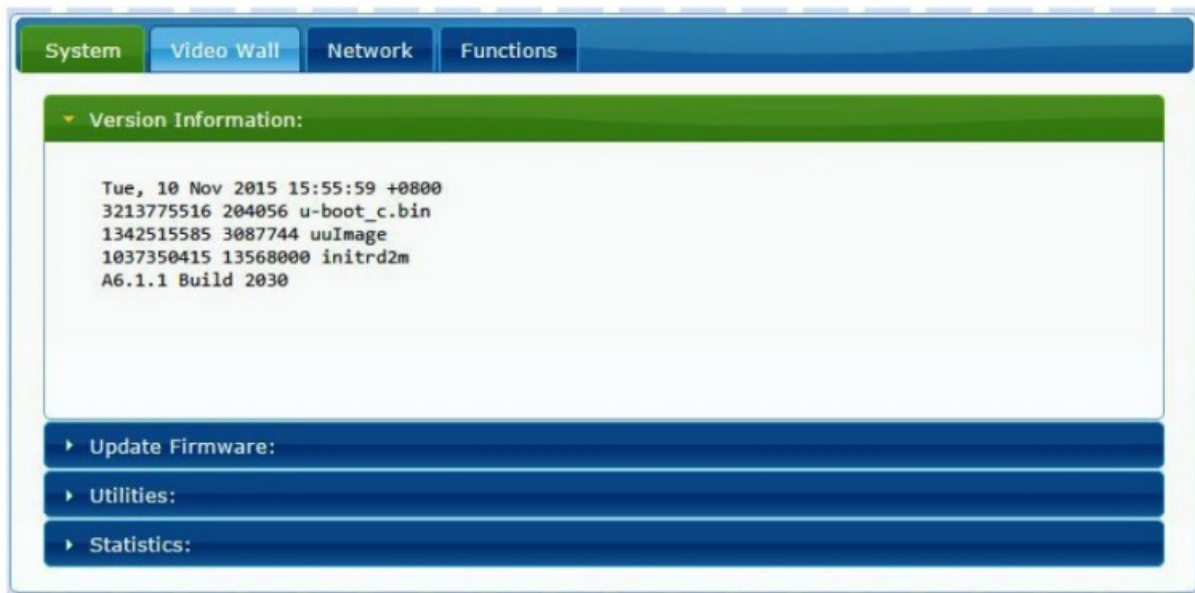 System Video Wall Network Functions
Version Information:
Tue, 10 Nov 2015 15:55:59 +0800
3213775516 204056 u-boot_c.bin
1342515585 3087744 uuImage
1037350415 13568000 initrd2m
A6.1.1 Build 2030
Update Firmware:
Utilities:
Statistics: